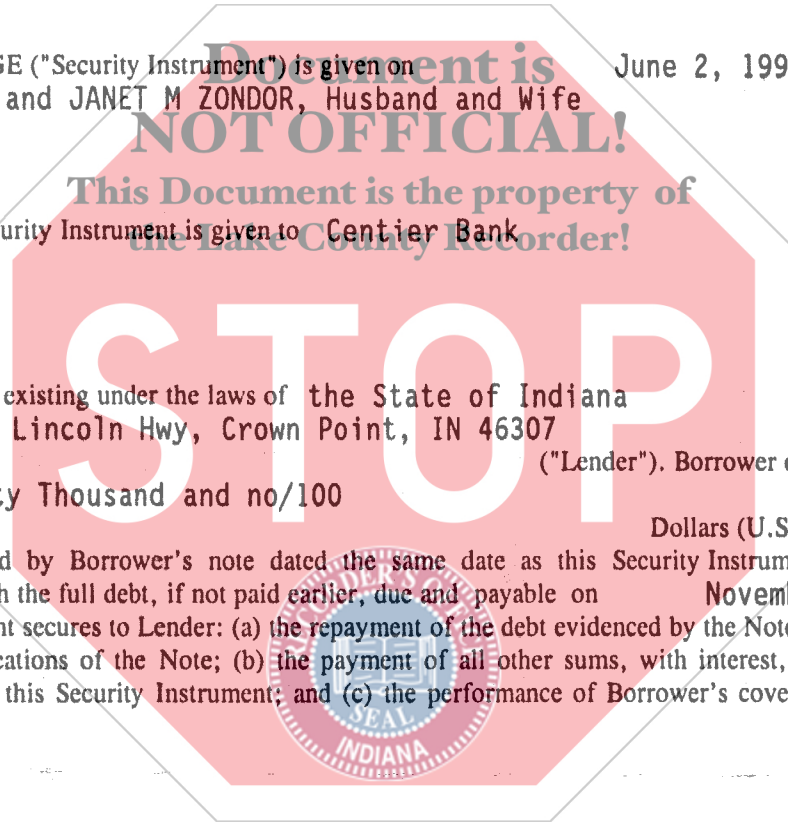 Document is
GE ("Security Instrument") is given on June 2, 199
and JANET M ZONDOR, Husband and Wife
NOT OFFICIAL!
This Document is the property of
urity Instrument is given to Centier Bank
the Lake County Recorder!
STOP
existing under the laws of the State of Indiana
Lincoln Hwy, Crown Point, IN 46307
("Lender"). Borrower
ty Thousand and no/100
Dollars (U.S
d by Borrower's note dated the same date as this Security Instrum
h the full debt, if not paid earlier, due and payable on Novem
nt secures to Lender: (a) the repayment of the debt evidenced by the Note
cations of the Note; (b) the payment of all other sums, with interest,
this Security Instrument; and (c) the performance of Borrower's cove
RECORDER'S OFFICE
SEAL
INDIANA